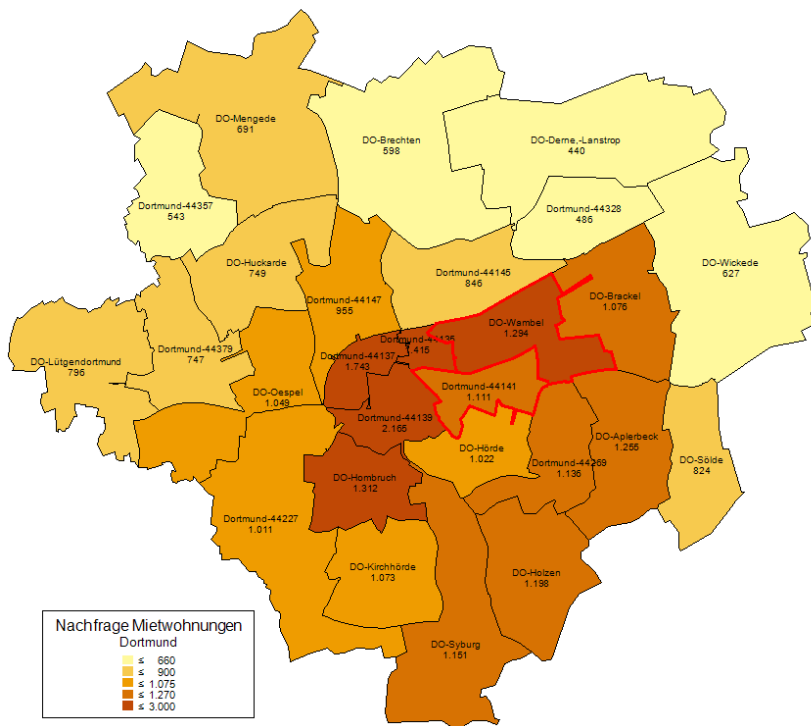 DO-Mengede
691
DO-Brechten
598
DO-Derne,-Lanstrop
440
Dortmund-44357
543
Dortmund-44328
486
DO-Huckarde
749
DO-Wickede
627
Dortmund-44145
846
DO-Brackel
1.076
Dortmund-44147
955
DO-Wambel
1.294
Dortmund-44379
747
DO-Lütgendortmund
796
Dortmund-44137
1.743
DO-Oespel
1.049
Dortmund-44141
1.111
Dortmund-44139
2.165
DO-Hörde
1.022
DO-Aplerbeck
1.255
DO-Sölde
824
Dortmund-44269
1.136
DO-Hombruch
1.312
Dortmund-44227
1.011
DO-Kirchhörde
1.073
DO-Holzen
1.198
DO-Syburg
1.151
Nachfrage Mietwohnungen
Dortmund
≤ 660
≤ 900
≤ 1.075
≤ 1.270
≤ 3.000